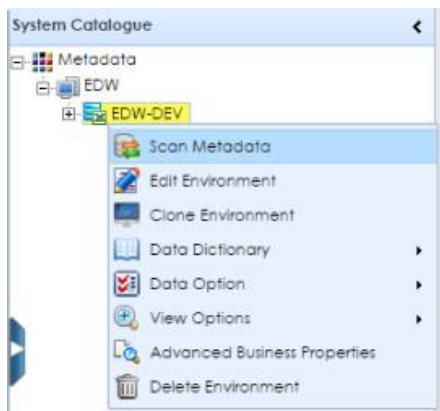 System Catalogue
Metadata
EDW
EDW-DEV
Scan Metadata
Edit Environment
Clone Environment
Data Dictionary
Data Option
View Options
Advanced Business Properties
Delete Environment